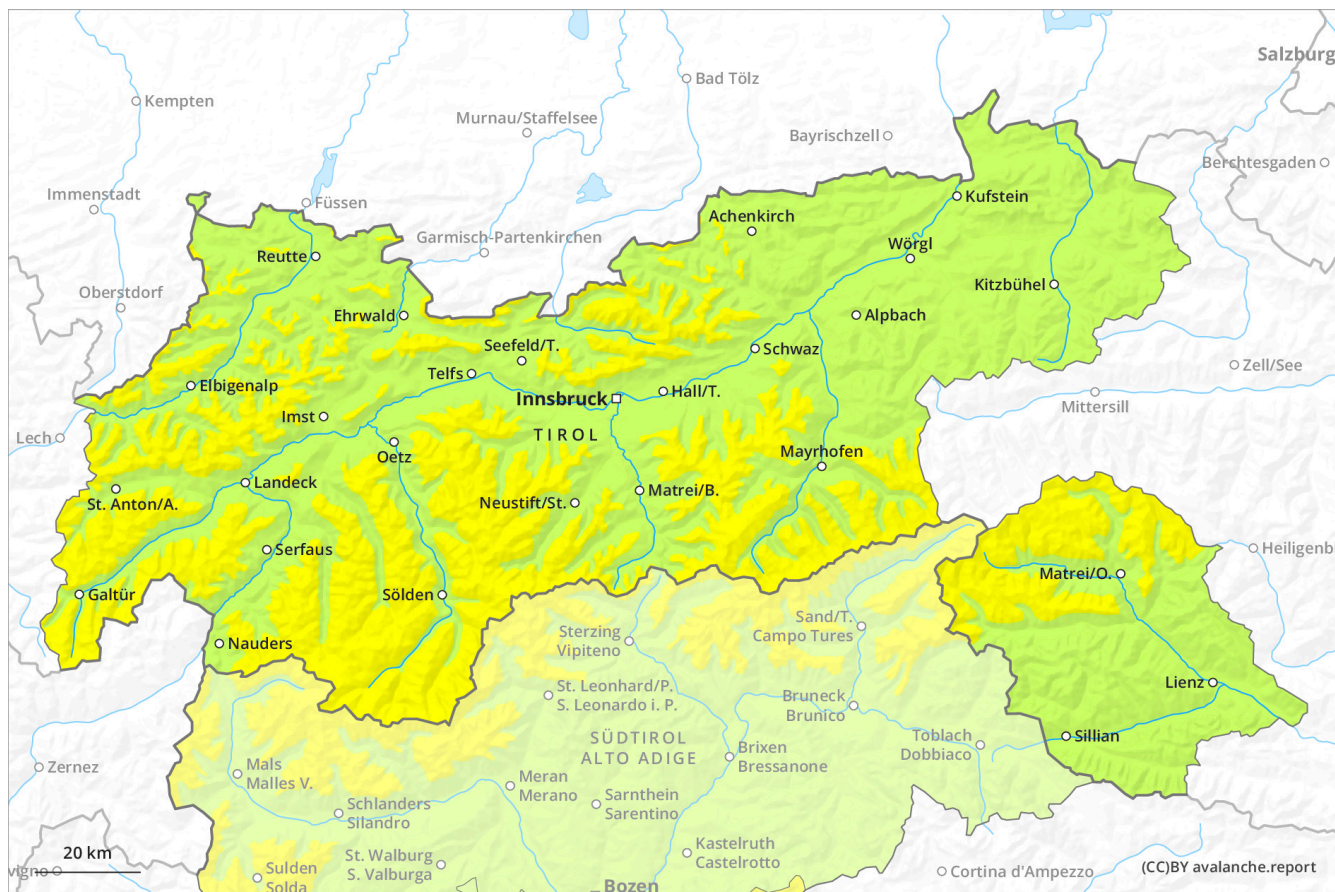 Salzburg
Bad Tölz
Kempten
Murnau/Staffelsee
Bayrischzell
Berchtesgaden
Immenstadt
Füssen
Kufstein
Achenkirch
Garmisch-Partenkirchen
Wörgl
Reutte
Kitzbühel
Oberstdorf
Ehrwald
Alpbach
Seefeld/T.
Schwaz
Zell/See
Telfs
Elbigenalp
Hall/T.
Innsbruck
Mittersill
Imst
TIROL
Lech
Oetz
Mayrhofen
Landeck
Matrei/B.
St. Anton/A.
Neustift/St.
Serfaus
Heiligenb
Matrei/O.
Galtür
Sölden
Sand/T.
Campo Tures
Sterzing
Vipiteno
Nauders
Lienz
St. Leonhard/P.
S. Leonardo i. P.
Bruneck
Brunico
Sillian
SÜDTIROL
ALTO ADIGE
Toblach
Dobbiaco
Brixen
Bressanone
Zernez
Mals
Malles V.
Meran
Merano
Sarnthein
Sarentino
Schlanders
Silandro
Kastelruth
Castelrotto
20 km
St. Walburg
S. Valburga
vigno
Sulden
Solda
Cortina d'Ampezzo
(CC)BY avalanche.report
Bozen